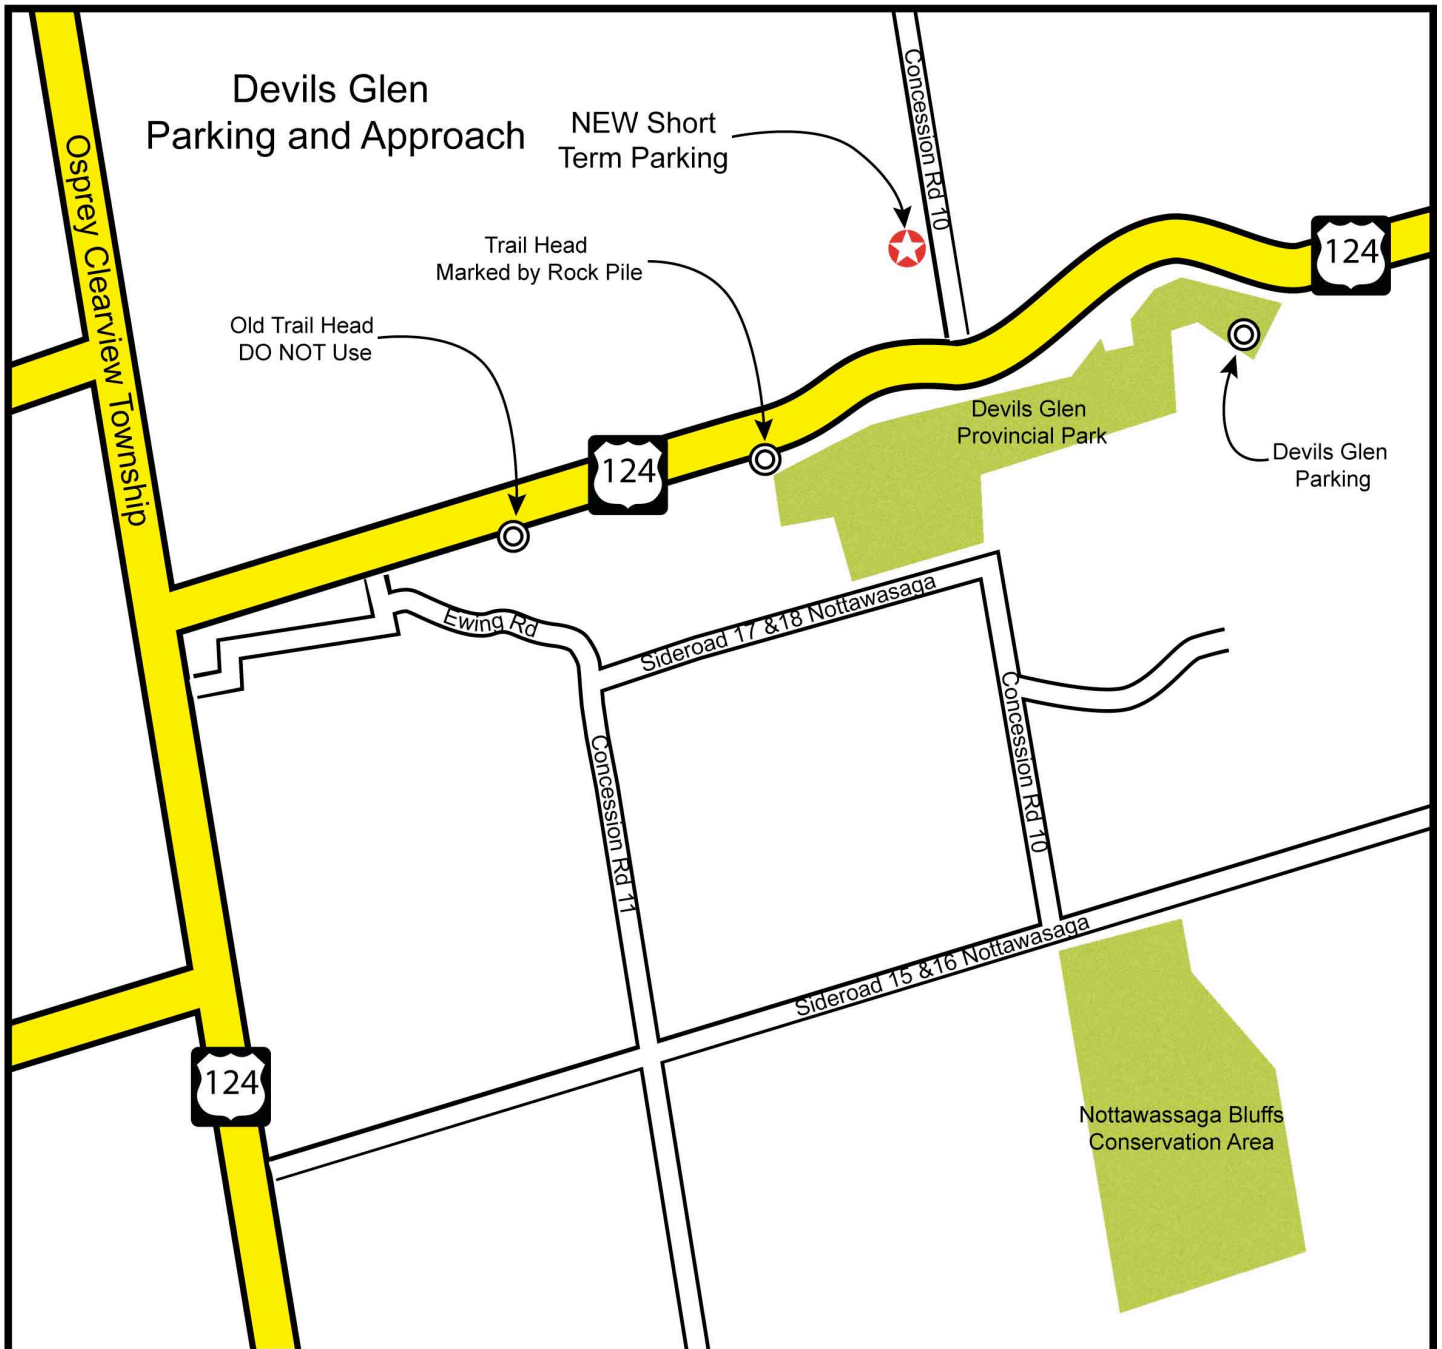 Devils Glen
Parking and Approach
NEW Short
Term Parking
Concession Rd 10
Osprey Clearview Township
Trail Head
Marked by Rock Pile
124
Old Trail Head
DO NOT Use
Devils Glen
Provincial Park
124
Devils Glen
Parking
Ewing Rd
Sideroad 17 &18 Nottawasaga
Concession Rd 10
Concession Rd 11
Sideroad 15 &16 Nottawasaga
124
Nottawassaga Bluffs
Conservation Area